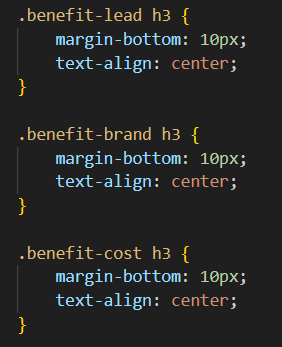 .benefit-lead h3 {
    margin-bottom: 10px;
    text-align: center;
}
.benefit-brand h3 {
    margin-bottom: 10px;
    text-align: center;
}
.benefit-cost h3 {
    margin-bottom: 10px;
    text-align: center;
}